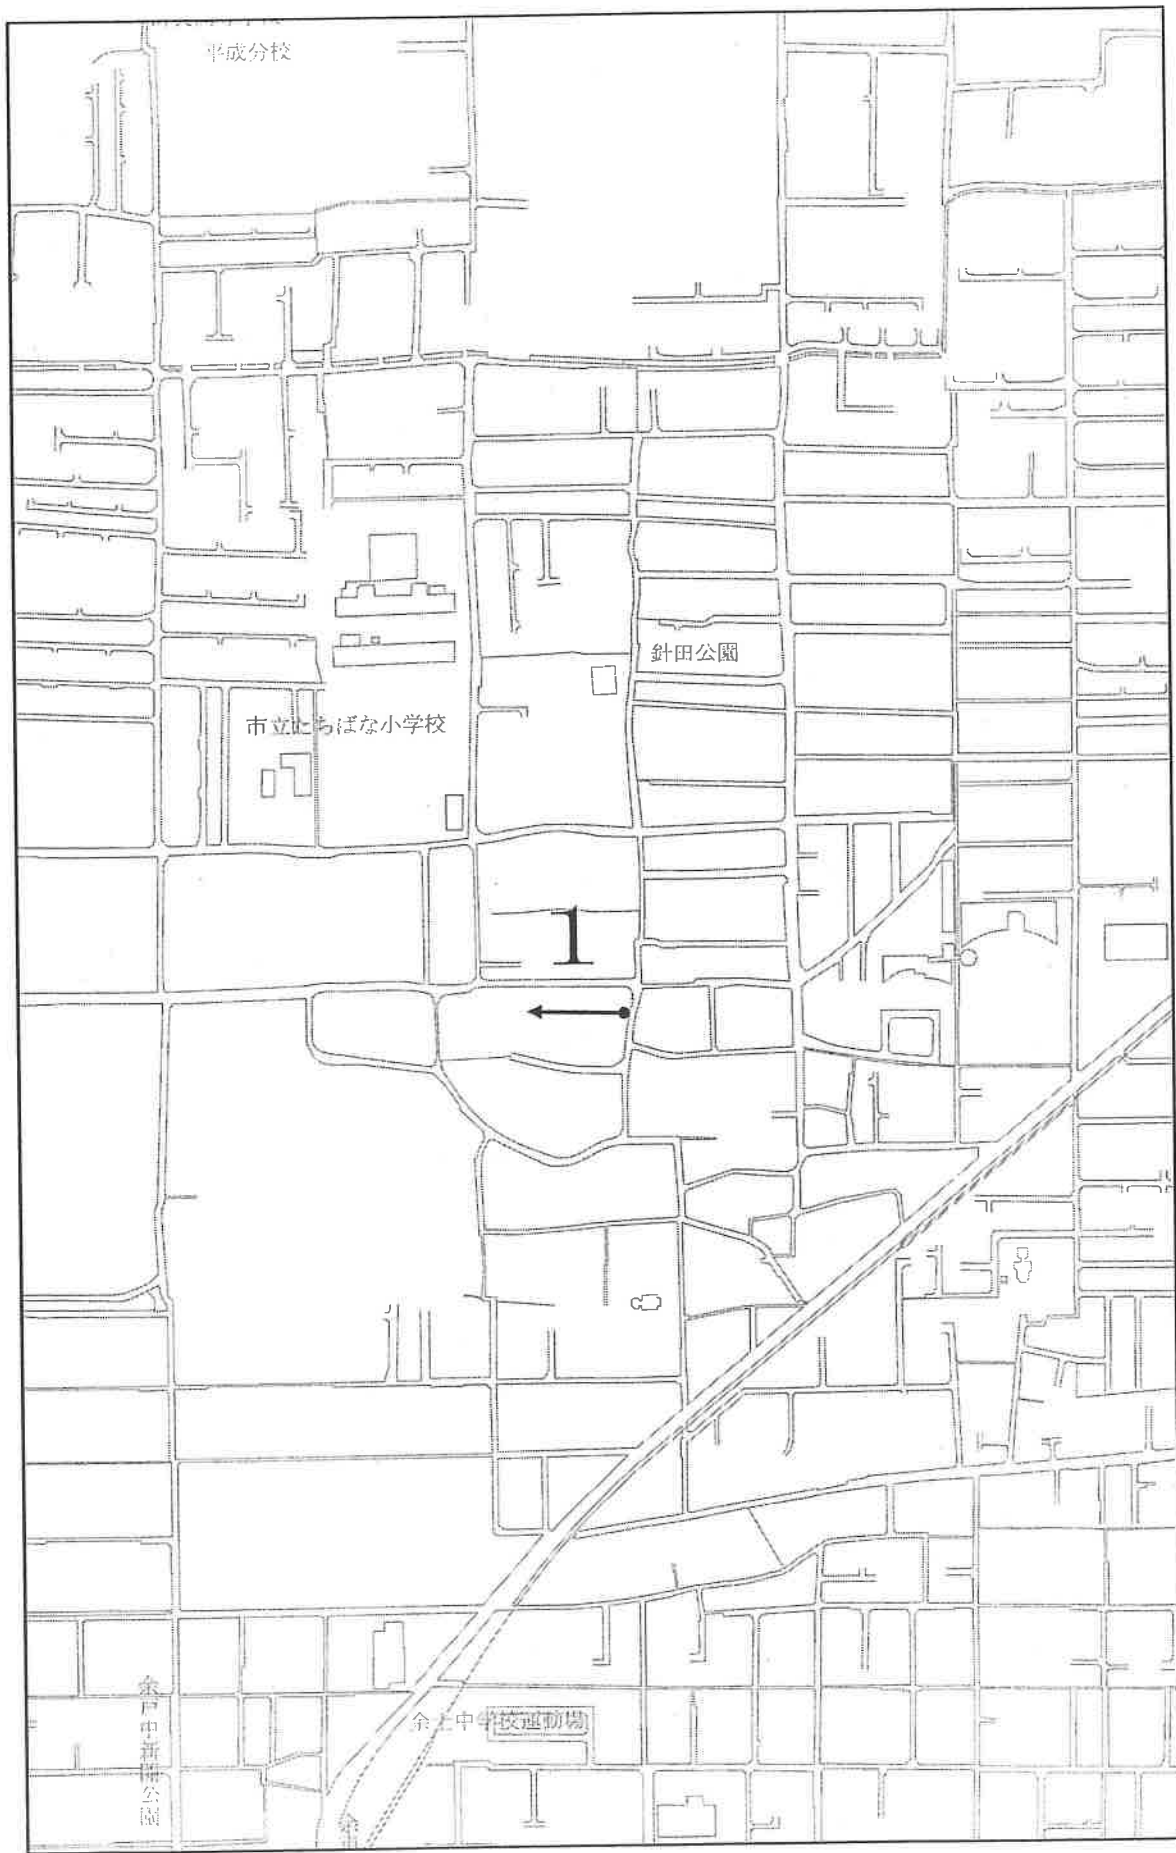 平成分校
針田公園
市立たちばな小学校
1
余土中学校運動場
余戸中新開公園